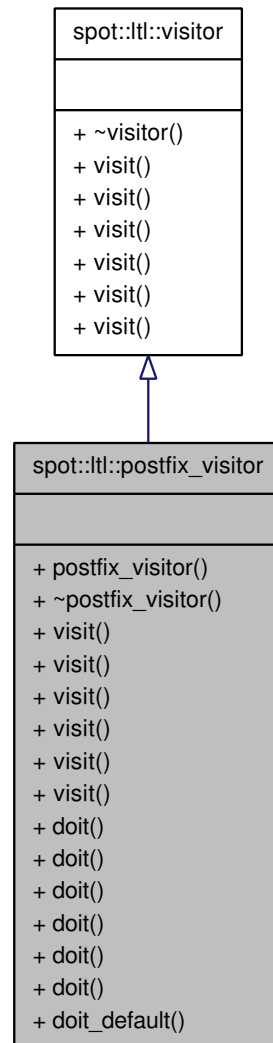 spot::ltl::visitor
+ ~visitor()
+ visit()
+ visit()
+ visit()
+ visit()
+ visit()
+ visit()
spot::ltl::postfix_visitor
+ postfix_visitor()
+ ~postfix_visitor()
+ visit()
+ visit()
+ visit()
+ visit()
+ visit()
+ visit()
+ doit()
+ doit()
+ doit()
+ doit()
+ doit()
+ doit()
+ doit_default()